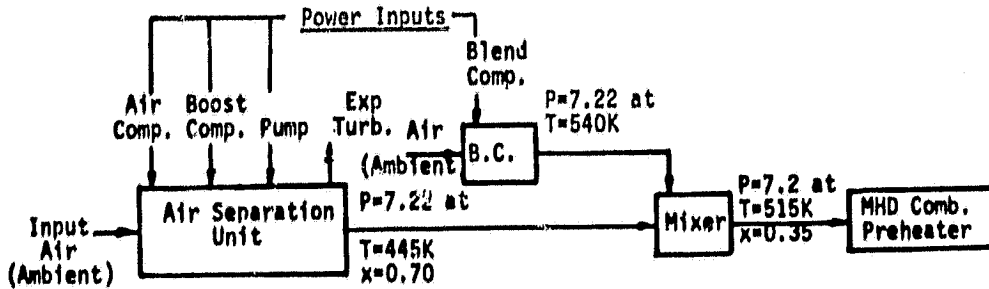 Power Inputs
Blend
Comp.
Air
Comp.
Boost
Comp.
Pump
Exp
Turb.
Air
(Ambient
B.C.
P=7.22 at
T=540K
Input
Air
(Ambient)
Air Separation
Unit
P=7.22 at
T=445K
x=0.70
Mixer
P=7.2 at
T=515K
x=0.35
MHD Comb.
Preheater